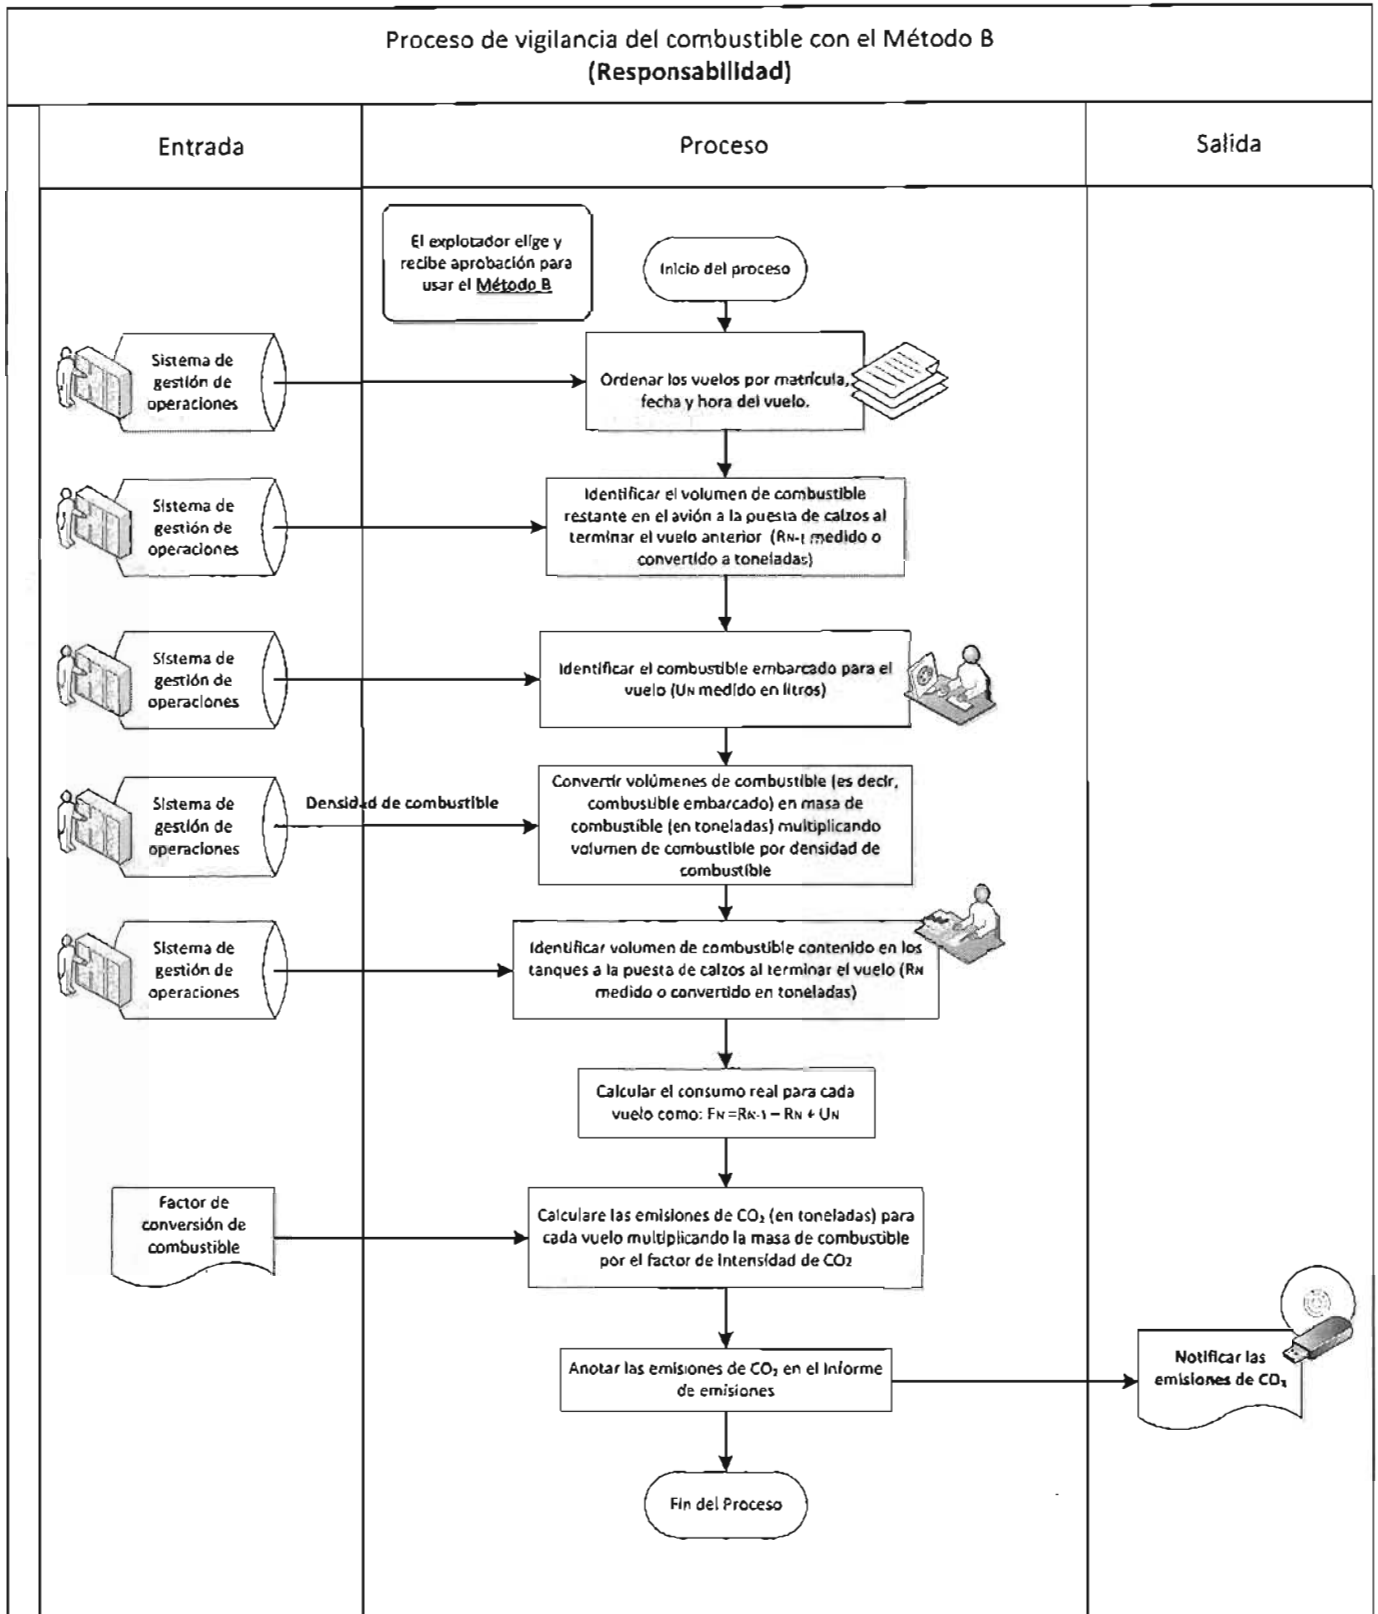 Proceso de vigilancia del combustible con el Método B
(Responsabilidad)
Entrada
Proceso
Salida
El explotador elige y
recibe aprobación para
usar el Método B
Inicio del proceso
Sistema de
gestión de
operaciones
Ordenar los vuelos por matrícula,
fecha y hora del vuelo.
Sistema de
gestión de
operaciones
Identificar el volumen de combustible
restante en el avión a la puesta de calzos al
terminar el vuelo anterior (RN-1 medido o
convertido a toneladas)
Sistema de
gestión de
operaciones
Identificar el combustible embarcado para el
vuelo (UN medido en litros)
Sistema de
gestión de
operaciones
Densidad de combustible
Convertir volúmenes de combustible (es decir,
combustible embarcado) en masa de
combustible (en toneladas) multiplicando
volumen de combustible por densidad de
combustible
Sistema de
gestión de
operaciones
Identificar volumen de combustible contenido en los
tanques a la puesta de calzos al terminar el vuelo (RN
medido o convertido en toneladas)
Calcular el consumo real para cada
vuelo como: FN=RN-1 – RN + UN
Factor de
conversión de
combustible
Calculare las emisiones de CO₂ (en toneladas) para
cada vuelo multiplicando la masa de combustible
por el factor de intensidad de CO2
Anotar las emisiones de CO₂ en el Informe
de emisiones
Notificar las
emisiones de CO₂
Fin del Proceso